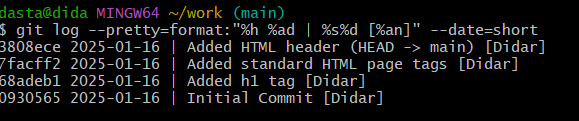 dasta@dida MINGW64 ~/work (main)
$ git log --pretty=format:"%h %ad | %s%d [%an]" --date=short
3808ece 2025-01-16 | Added HTML header (HEAD -> main) [Didar]
7facff2 2025-01-16 | Added standard HTML page tags [Didar]
68adeb1 2025-01-16 | Added h1 tag [Didar]
0930565 2025-01-16 | Initial Commit [Didar]